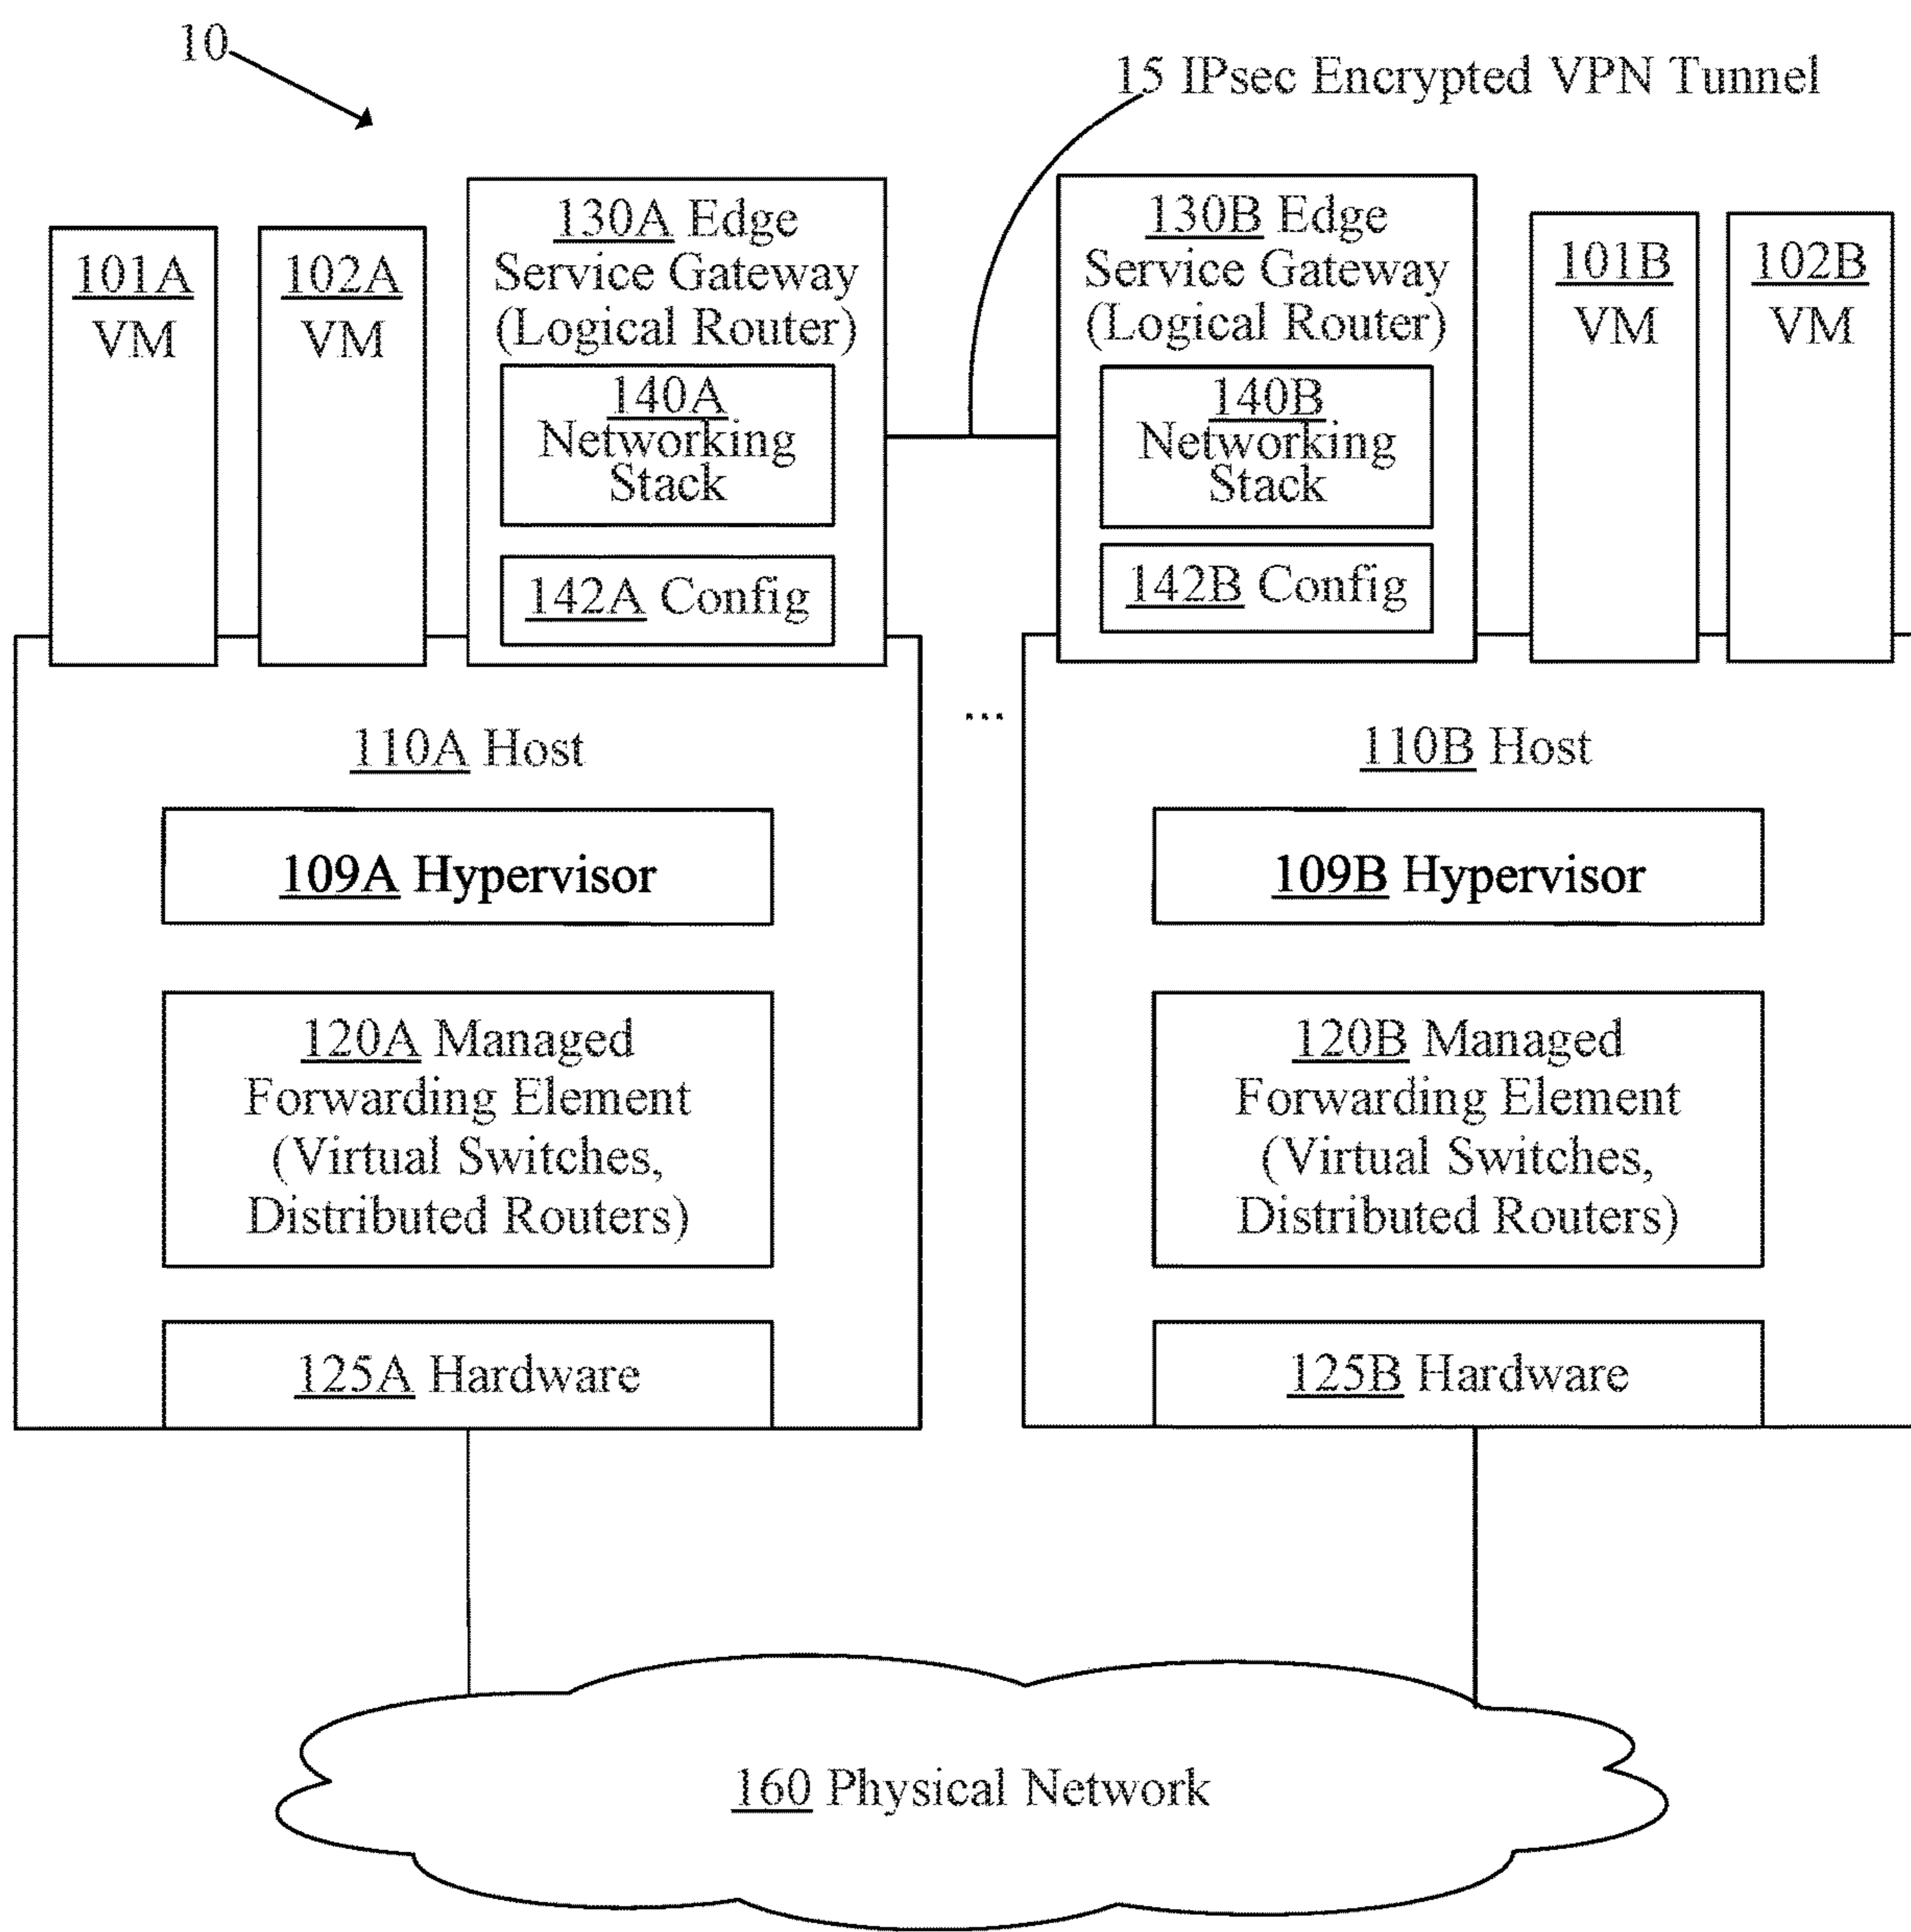 10
15 IPsec Encrypted VPN Tunnel
101A
VM
102A
VM
130A Edge
Service Gateway
(Logical Router)
140A
Networking
Stack
142A Config
130B Edge
Service Gateway
(Logical Router)
140B
Networking
Stack
142B Config
101B
VM
102B
VM
...
110A Host
109A Hypervisor
120A Managed
Forwarding Element
(Virtual Switches,
Distributed Routers)
125A Hardware
110B Host
109B Hypervisor
120B Managed
Forwarding Element
(Virtual Switches,
Distributed Routers)
125B Hardware
160 Physical Network